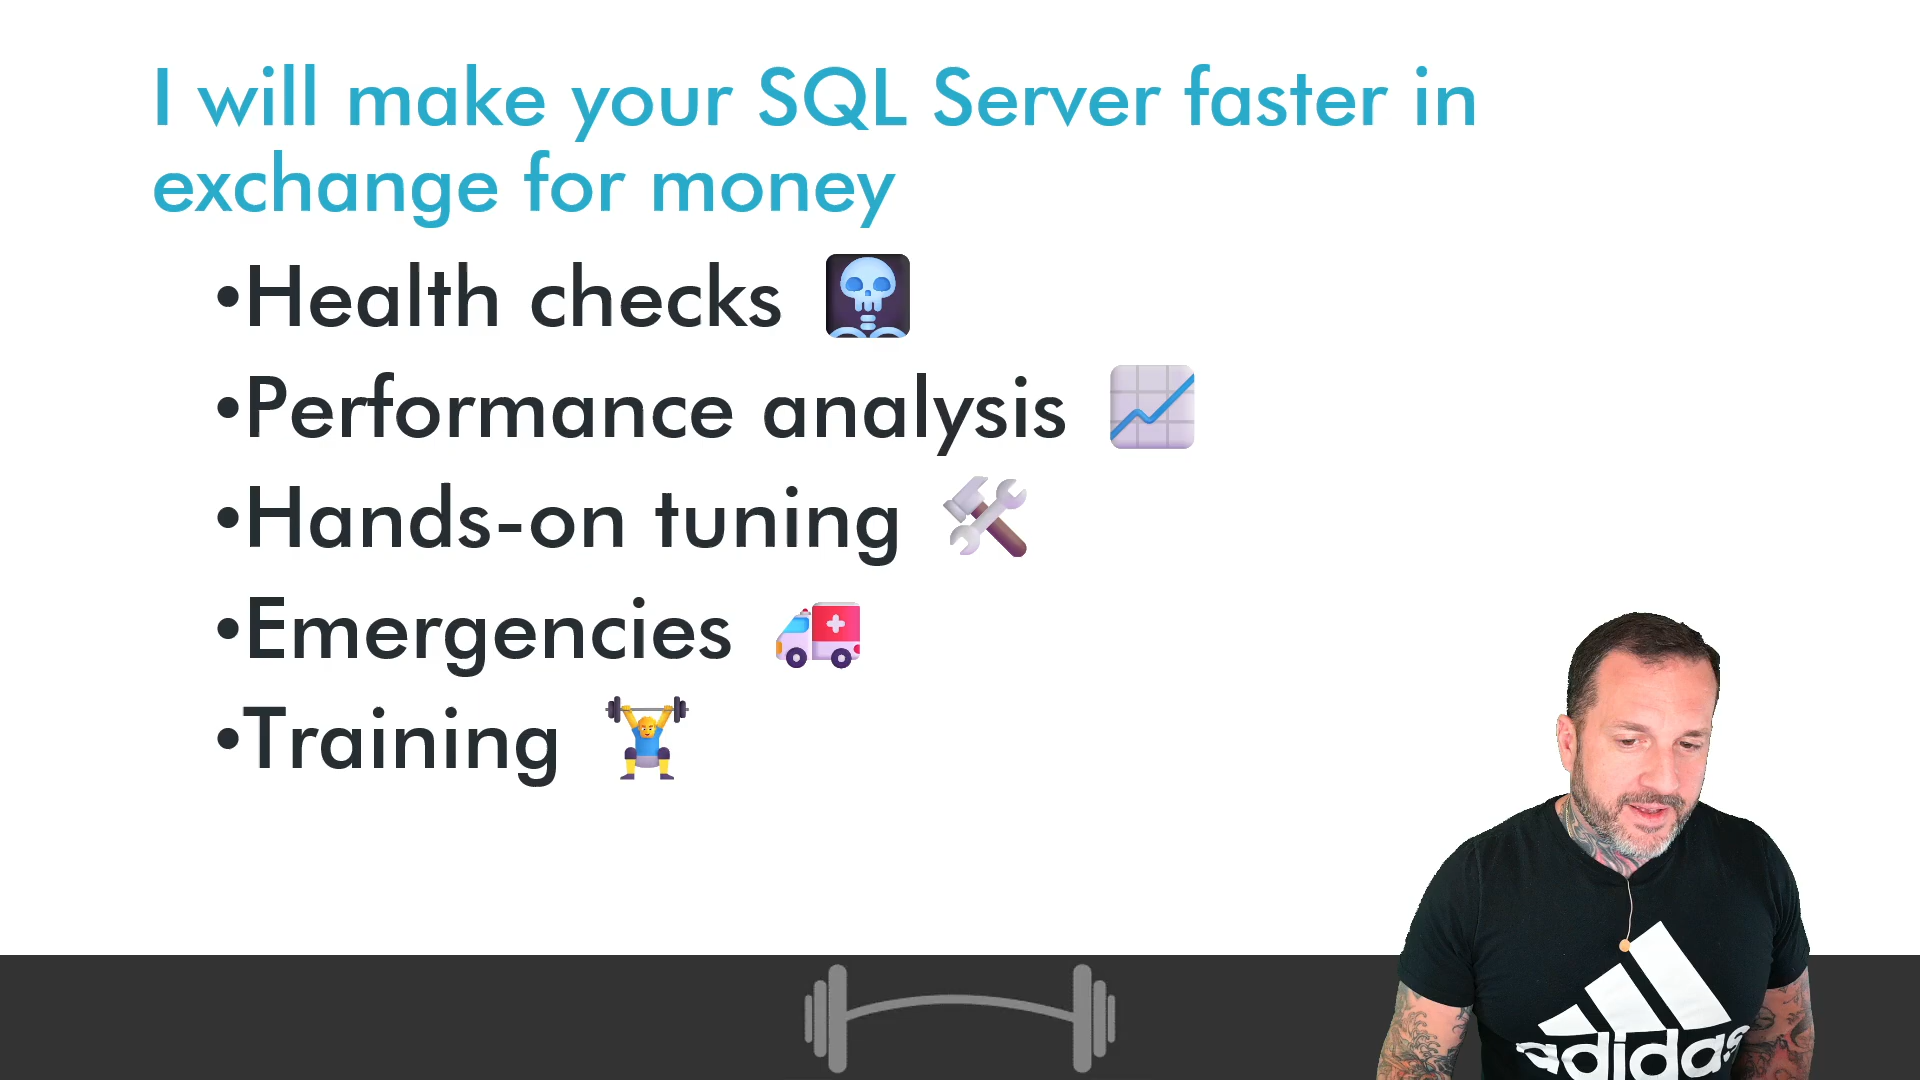 I will make your SQL Server faster in
exchange for money
•Health checks
•Performance analysis
•Hands-on tuning
•Emergencies
•Training
adidas